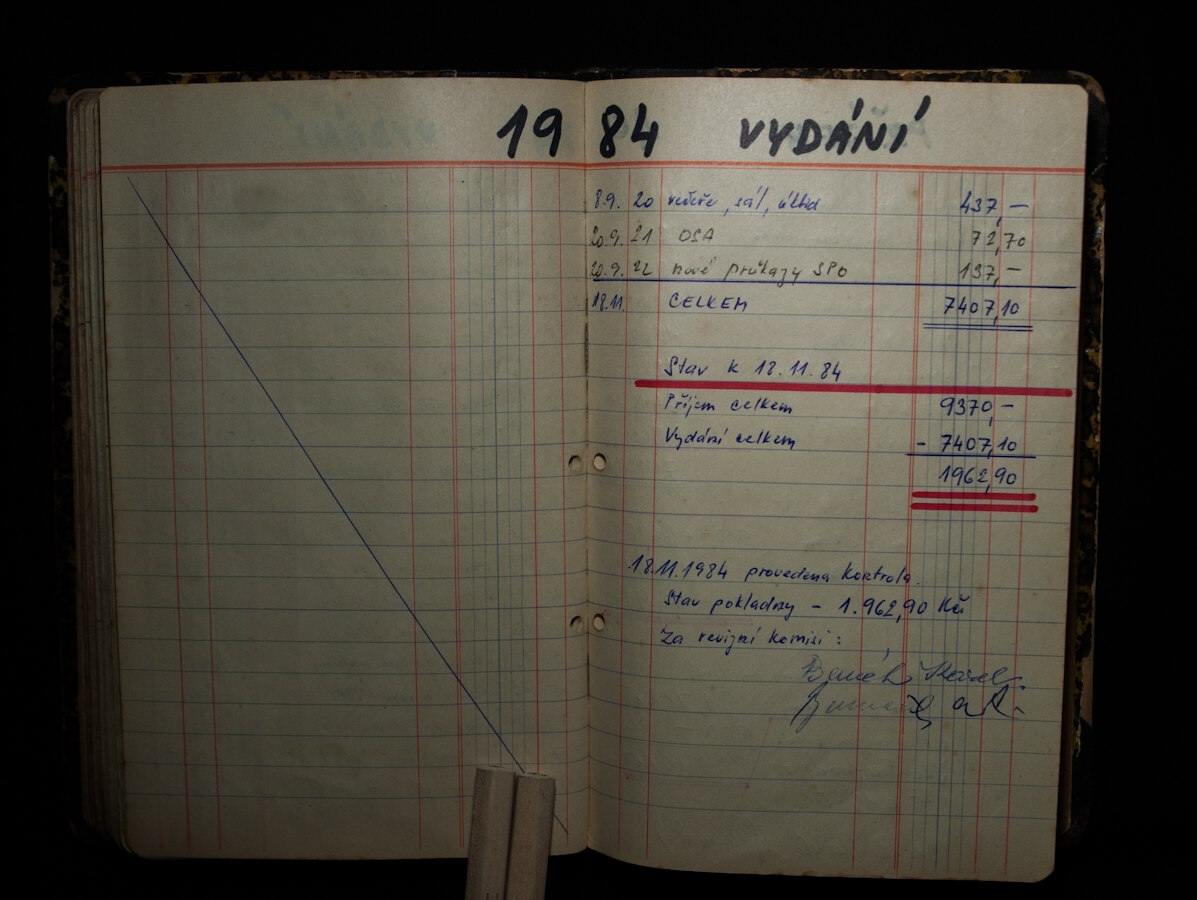 1984 VYDÁNÍ
8.9. 20 večeře, sál, úklid 437,–
20.9. 21 OSA 72,70
20.9. 22 nové průkazy SPO 137,–
18.11. CELKEM 7407,10
Stav k 18.11.84
Příjem celkem 9370,–
Vydání celkem – 7407,10
1962,90
18.11.1984 provedena kontrola.
Stav pokladny – 1.962,90 Kčs
Za revizní komisi: